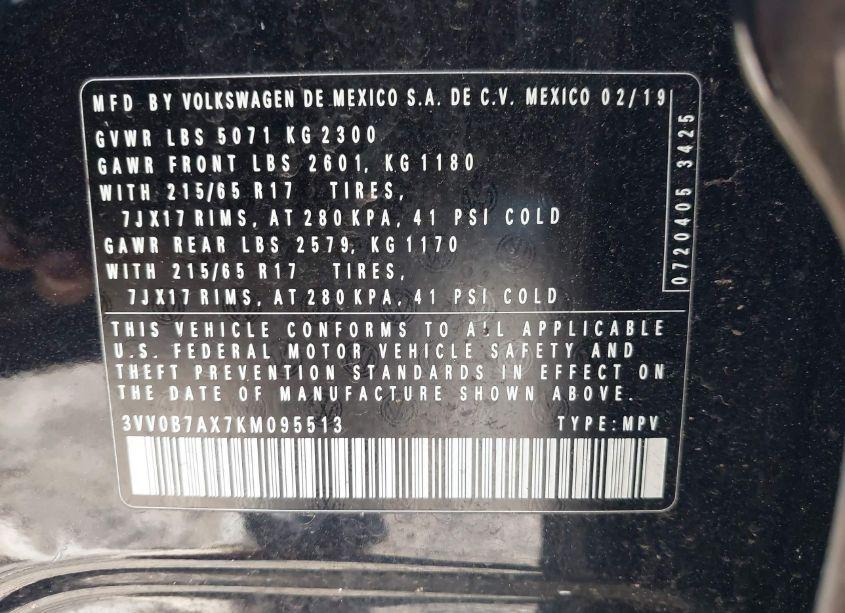 MFD BY VOLKSWAGEN DE MEXICO S.A. DE C.V. MEXICO 02/19
GVWR LBS 5071 KG 2300
GAWR FRONT LBS 2601, KG 1180
WITH 215/65 R17 TIRES,
7JX17 RIMS, AT 280 KPA, 41 PSI COLD
GAWR REAR LBS 2579, KG 1170
WITH 215/65 R17 TIRES,
7JX17 RIMS, AT 280 KPA, 41 PSI COLD
0720405 3425
THIS VEHICLE CONFORMS TO ALL APPLICABLE
U.S. FEDERAL MOTOR VEHICLE SAFETY AND
THEFT PREVENTION STANDARDS IN EFFECT ON
THE DATE OF MANUFACTURE SHOWN ABOVE.
3VV0B7AX7KM095513 TYPE: MPV